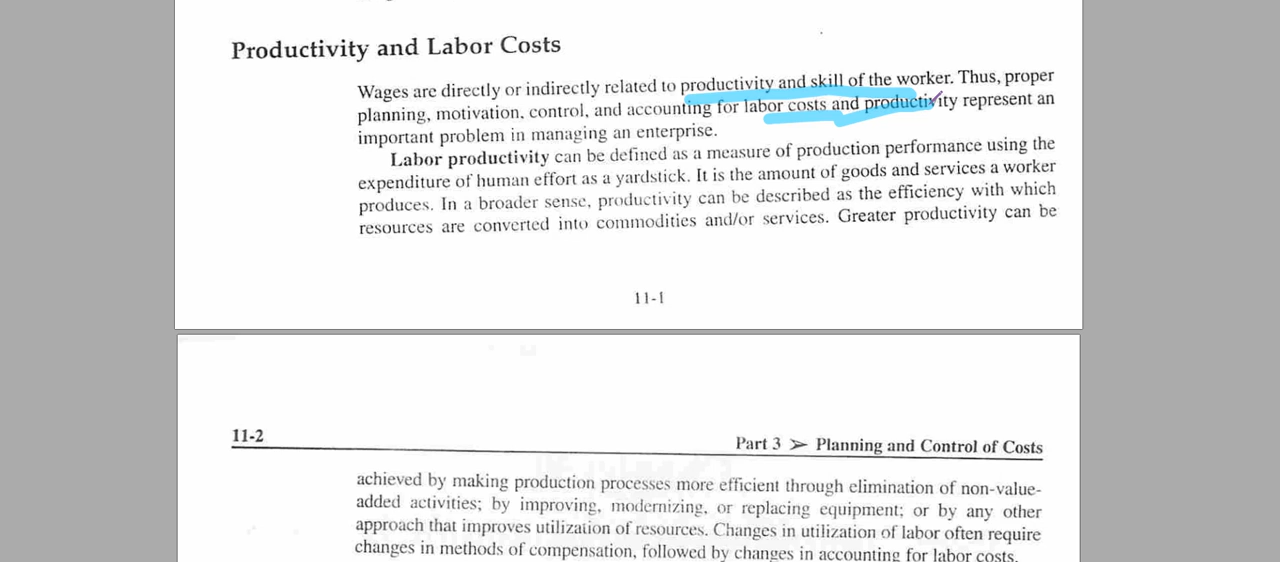 Productivity and Labor Costs
Wages are directly or indirectly related to productivity and skill of the worker. Thus, proper
planning, motivation, control, and accounting for labor costs and productivity represent an
important problem in managing an enterprise.
Labor productivity can be defined as a measure of production performance using the
expenditure of human effort as a yardstick. It is the amount of goods and services a worker
produces. In a broader sense, productivity can be described as the efficiency with which
resources are converted into commodities and/or services. Greater productivity can be
11-1
11-2
Part 3 ➢ Planning and Control of Costs
achieved by making production processes more efficient through elimination of non-value-
added activities; by improving, modernizing, or replacing equipment; or by any other
approach that improves utilization of resources. Changes in utilization of labor often require
changes in methods of compensation, followed by changes in accounting for labor costs.